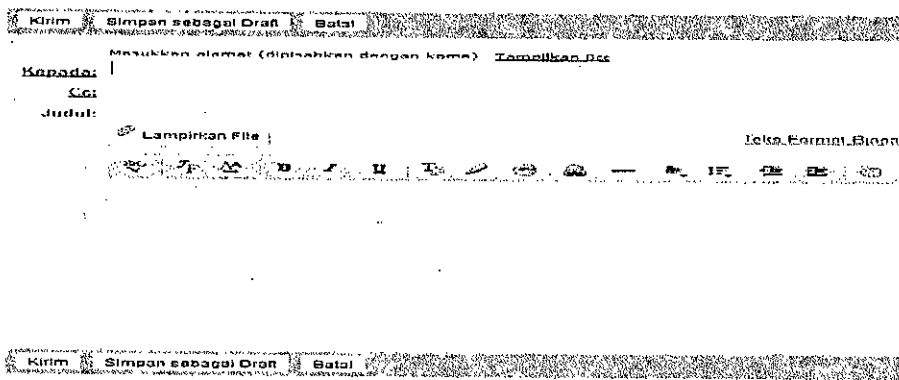 Kirim Simpan sebagai Draft Batal
Masukkan alamat (dipisahkan dengan koma) Tampilkan Bcc
Kepada:
Cc:
Judul:
Lampirkan File Teks Format Biasa
B I U
Kirim Simpan sebagai Draft Batal